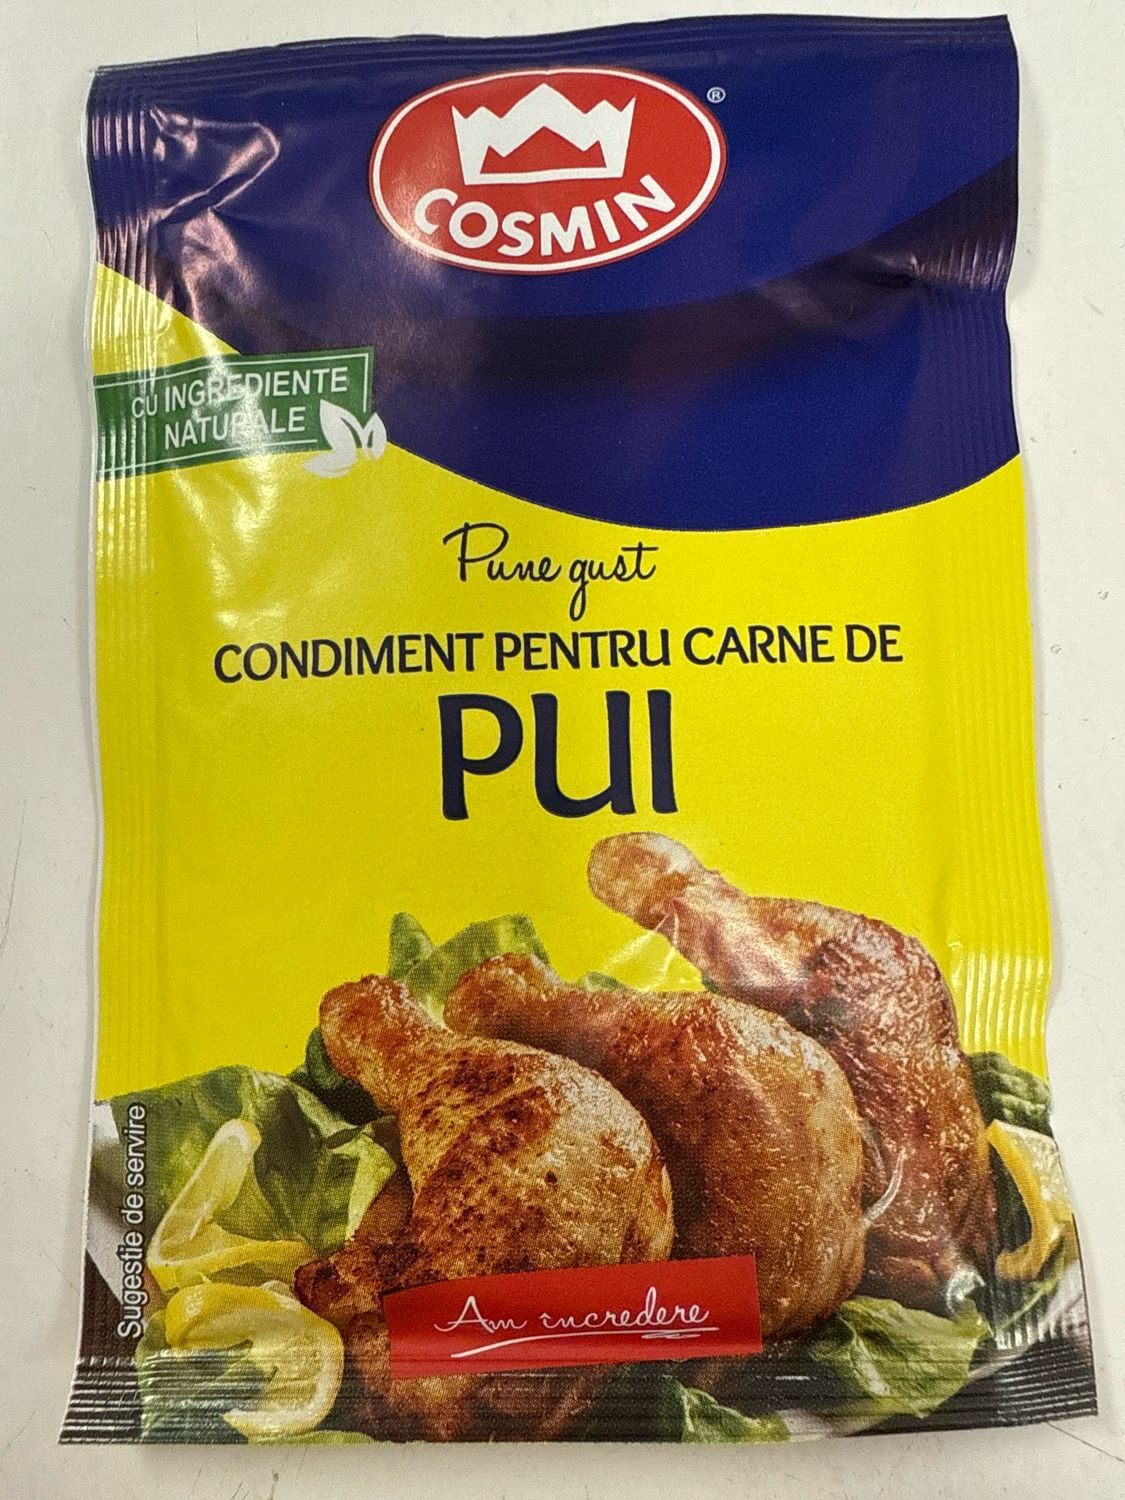 COSMIN
®
CU INGREDIENTE
NATURALE
Pune gust
CONDIMENT PENTRU CARNE DE
PUI
Sugestie de servire
Am încredere